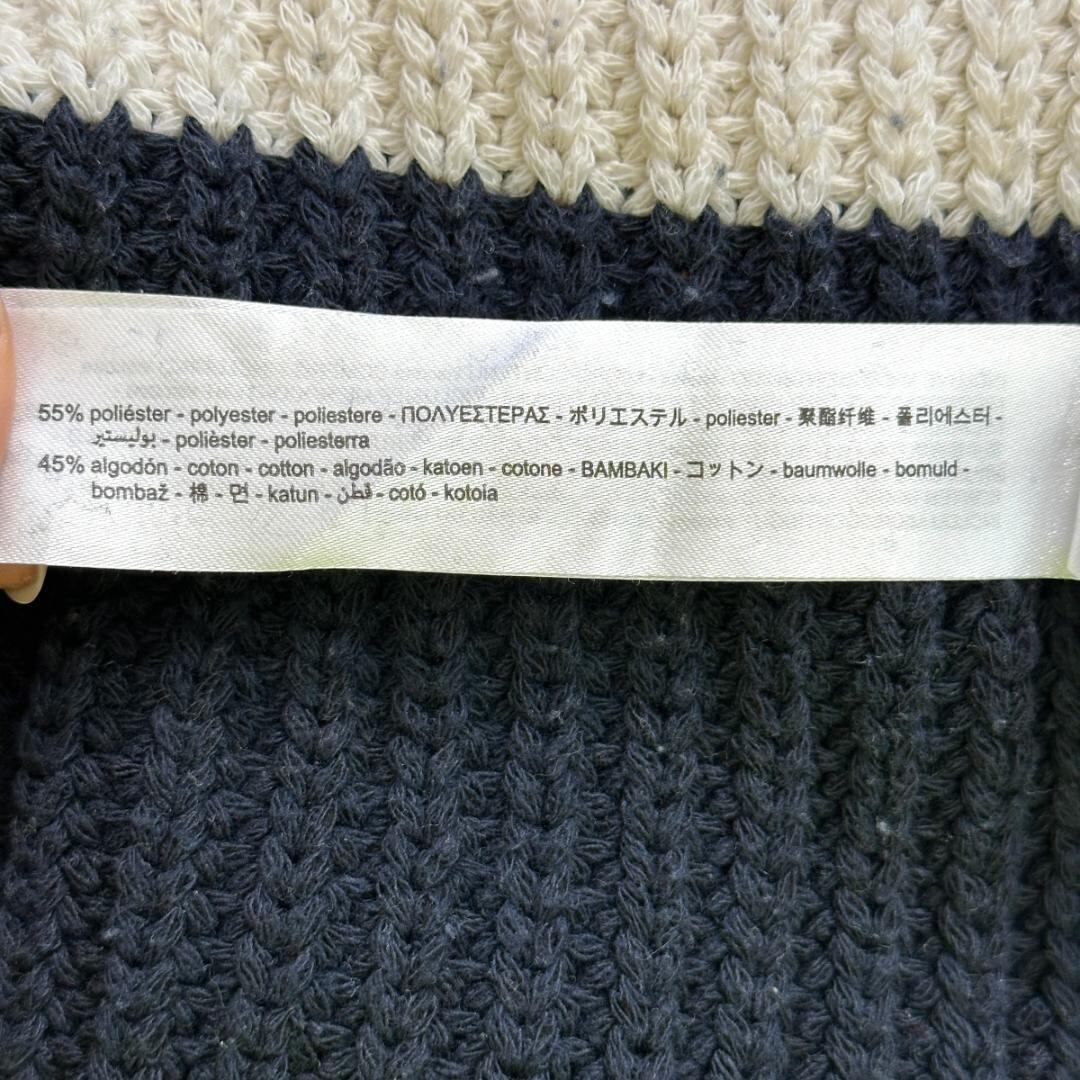 55% poliéster - polyester - poliestere - ΠΟΛΥΕΣΤΕΡΑΣ - ポリエステル - poliester - 聚酯纤维 - 폴리에스터 -
بوليستير - polièster - poliesterra
45% algodón - coton - cotton - algodão - katoen - cotone - BAMBAKI - コットン - baumwolle - bomuld -
bombaž - 棉 - 면 - katun - قطن - cotó - kotoia